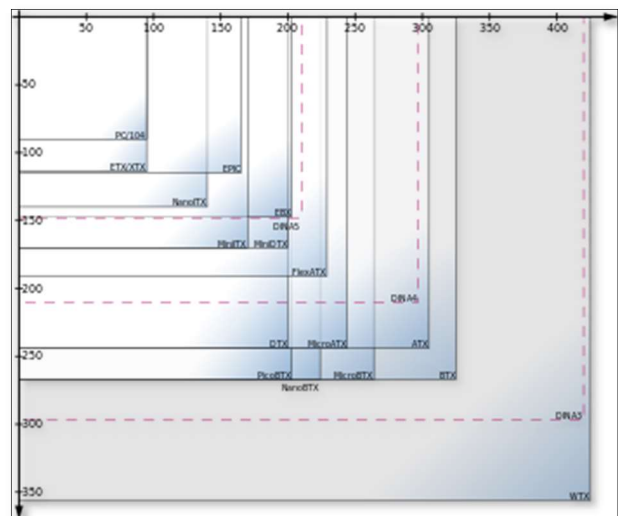 50 100 150 200 250 300 350 400
50
PC/104
100
ETX/XTX EPIC
NanoITX
EBX
150
DINA5
MiniITX MiniDTX
FlexATX
200
DINA4
DTX MicroATX ATX
250
PicoBTX MicroBTX BTX
NanoBTX
DINA3
300
350
WTX